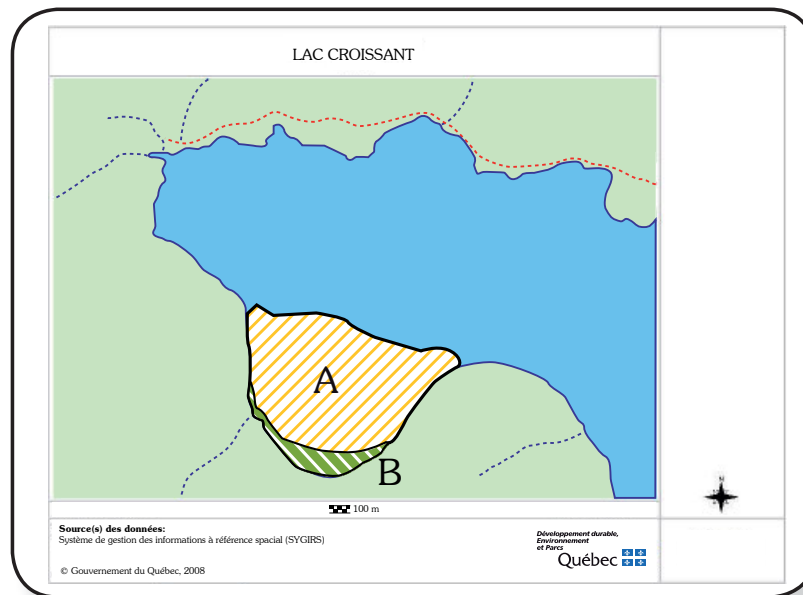 LAC CROISSANT
A
B
100 m
N
Source(s) des données:
Système de gestion des informations à référence spacial (SYGIRS)
© Gouvernement du Québec, 2008
Développement durable,
Environnement
et Parcs
Québec